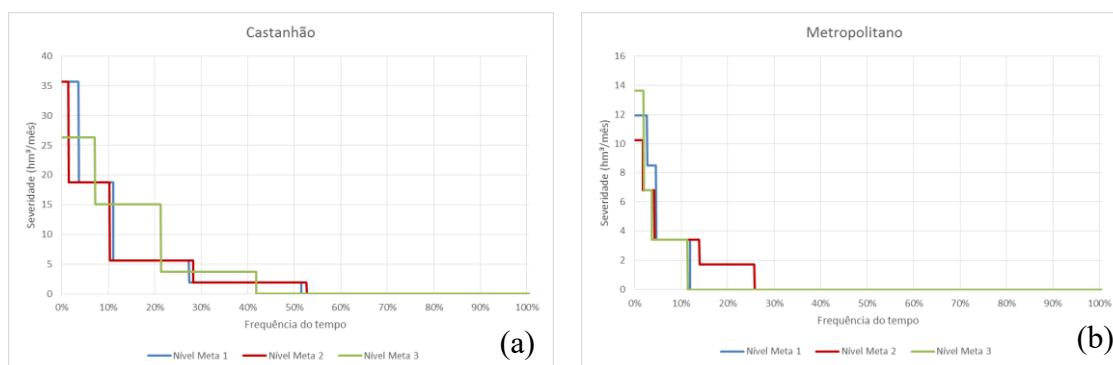 Castanhão
Severidade (hm³/mês)
40
35
30
25
20
15
10
5
0
0% 10% 20% 30% 40% 50% 60% 70% 80% 90% 100%
Frequência do tempo
Nível Meta 1 Nível Meta 2 Nível Meta 3
(a)
Metropolitano
Severidade (hm³/mês)
16
14
12
10
8
6
4
2
0
0% 10% 20% 30% 40% 50% 60% 70% 80% 90% 100%
Frequência do tempo
Nível Meta 1 Nível Meta 2 Nível Meta 3
(b)